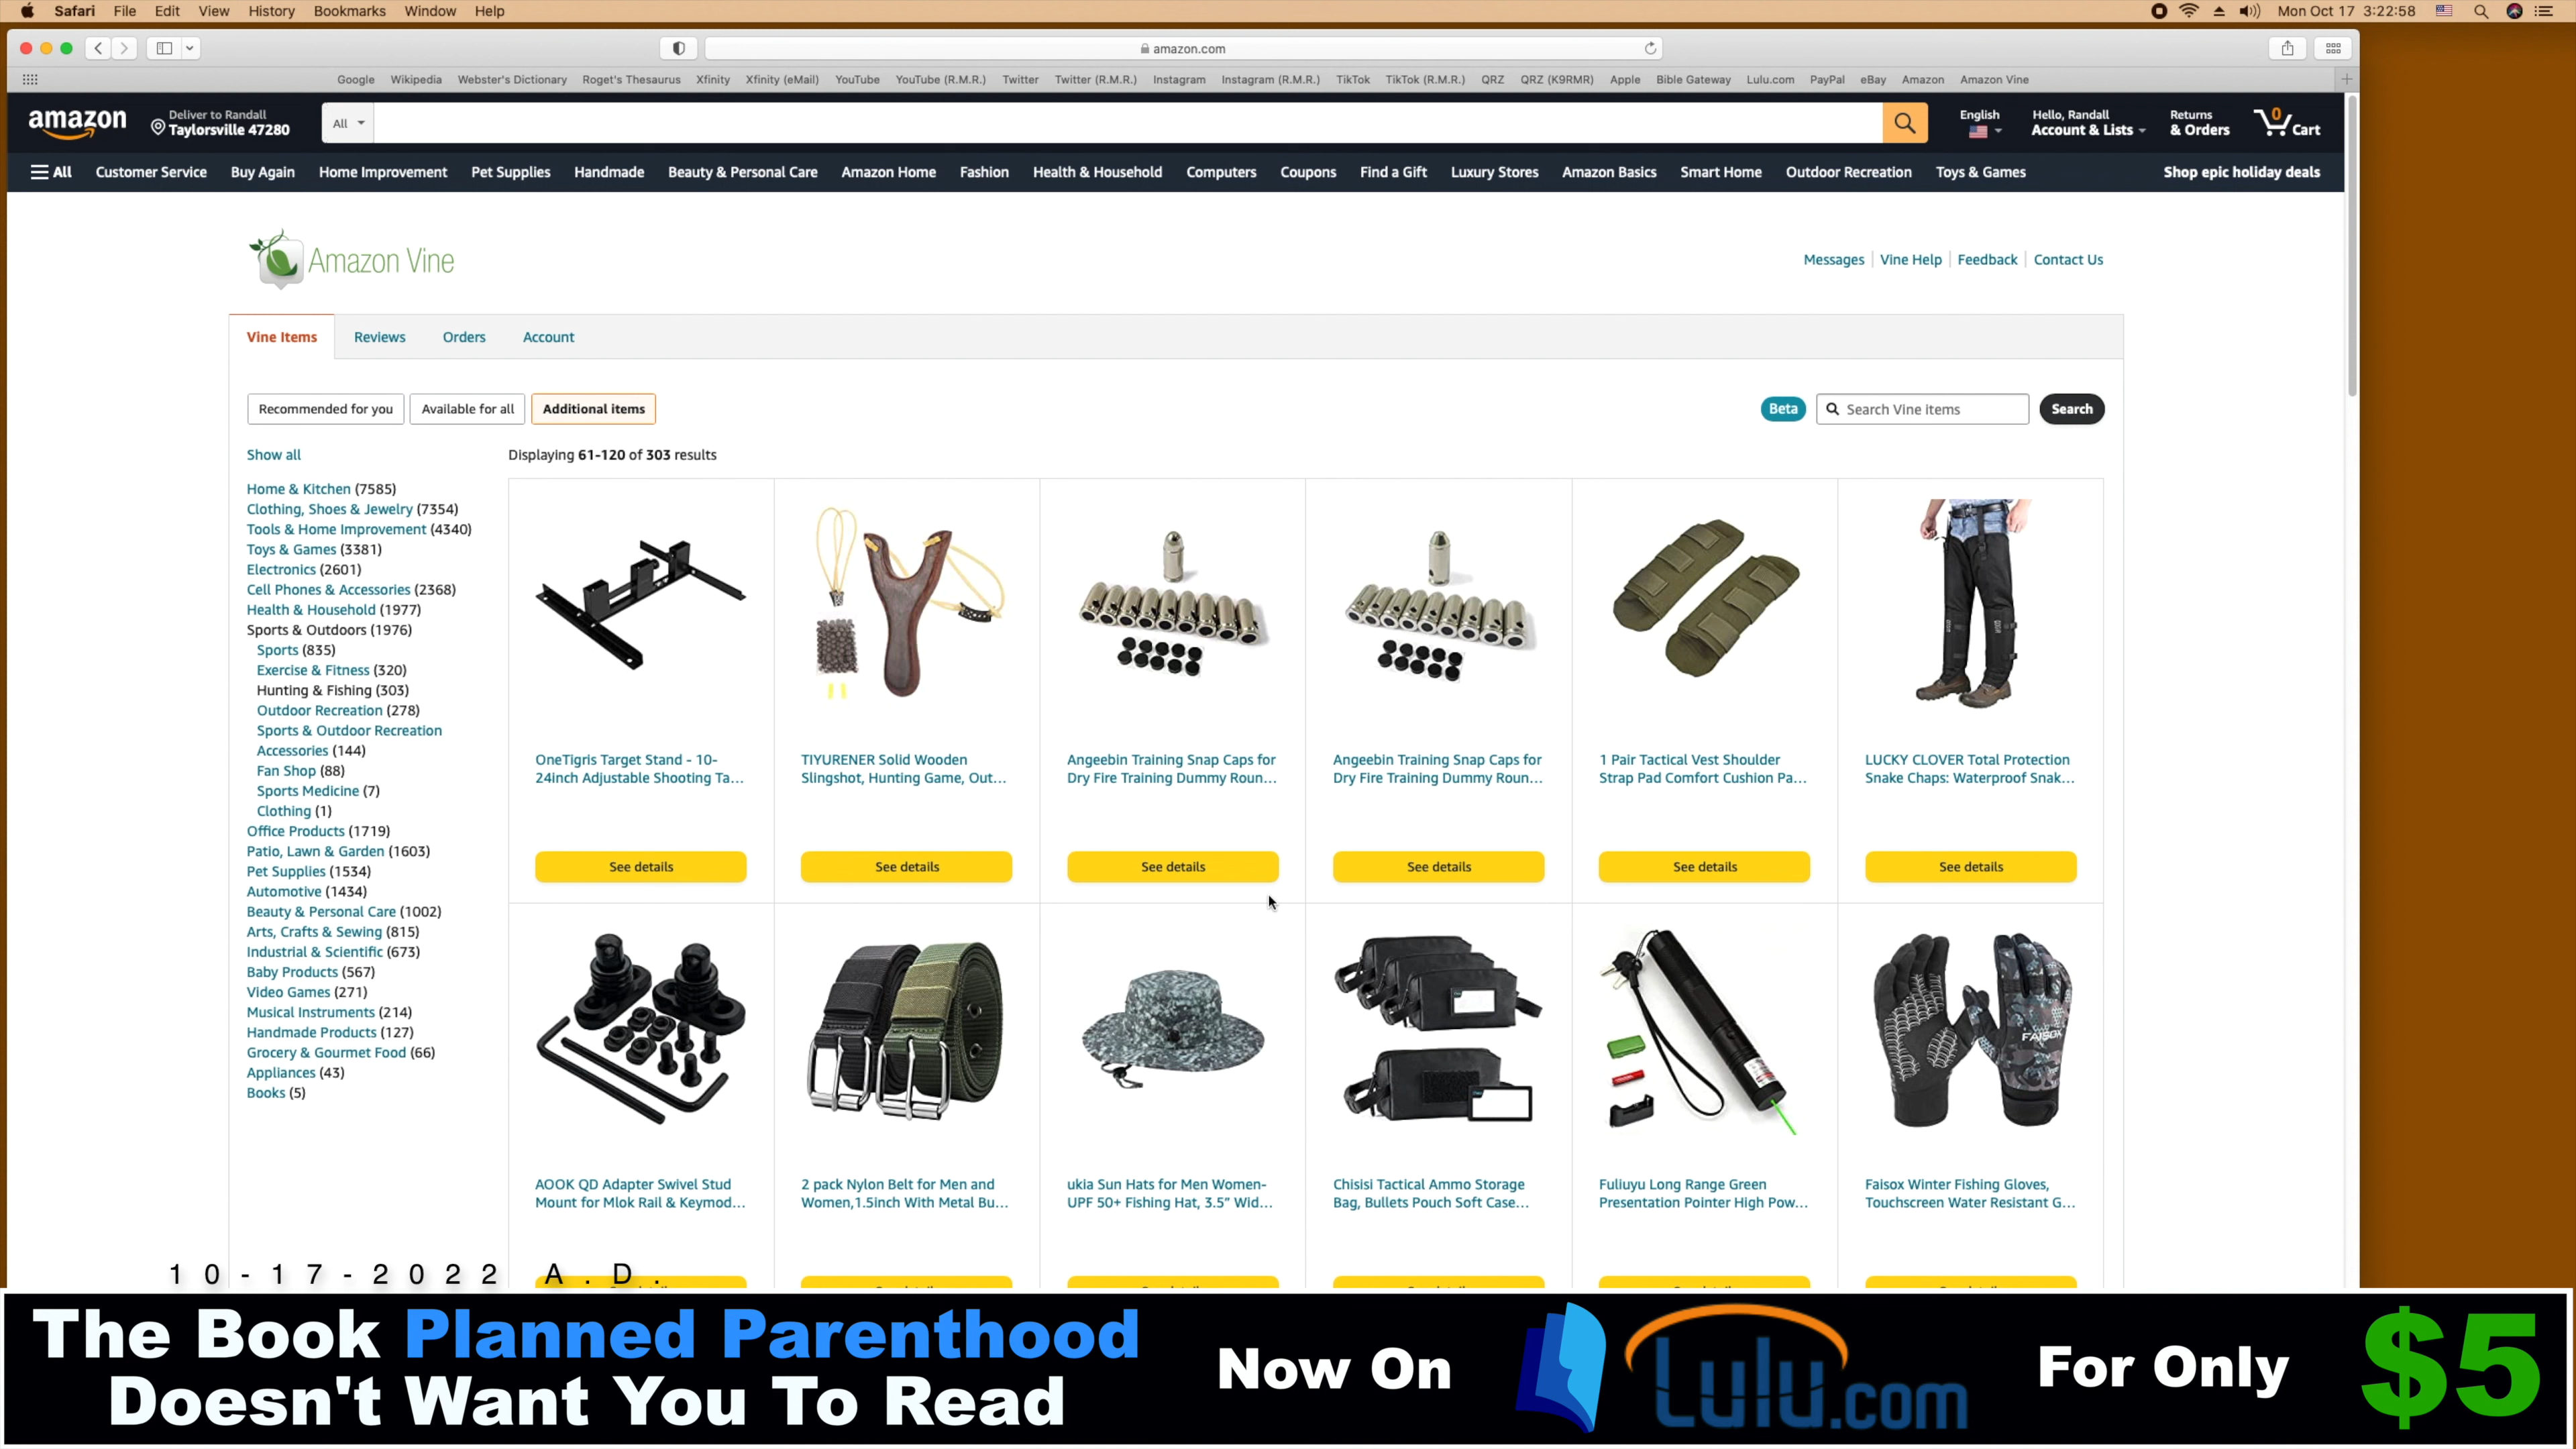 Safari File Edit View History Bookmarks Window Help Mon Oct 17 3:22:58
amazon.com
Google Wikipedia Webster's Dictionary Roget's Thesaurus Xfinity Xfinity (eMail) YouTube YouTube (R.M.R.) Twitter Twitter (R.M.R.) Instagram Instagram (R.M.R.) TikTok TikTok (R.M.R.) QRZ QRZ (K9RMR) Apple Bible Gateway Lulu.com PayPal eBay Amazon Amazon Vine
amazon
Deliver to Randall
Taylorsville 47280
All
English
Hello, Randall
Account & Lists
Returns
& Orders
0
Cart
All Customer Service Buy Again Home Improvement Pet Supplies Handmade Beauty & Personal Care Amazon Home Fashion Health & Household Computers Coupons Find a Gift Luxury Stores Amazon Basics Smart Home Outdoor Recreation Toys & Games Shop epic holiday deals
Amazon Vine
Messages Vine Help Feedback Contact Us
Vine Items Reviews Orders Account
Recommended for you Available for all Additional items Beta Search Vine items Search
Show all
Displaying 61-120 of 303 results
Home & Kitchen (7585)
Clothing, Shoes & Jewelry (7354)
Tools & Home Improvement (4340)
Toys & Games (3381)
Electronics (2601)
Cell Phones & Accessories (2368)
Health & Household (1977)
Sports & Outdoors (1976)
Sports (835)
Exercise & Fitness (320)
Hunting & Fishing (303)
Outdoor Recreation (278)
Sports & Outdoor Recreation
Accessories (144)
Fan Shop (88)
Sports Medicine (7)
Clothing (1)
Office Products (1719)
Patio, Lawn & Garden (1603)
Pet Supplies (1534)
Automotive (1434)
Beauty & Personal Care (1002)
Arts, Crafts & Sewing (815)
Industrial & Scientific (673)
Baby Products (567)
Video Games (271)
Musical Instruments (214)
Handmade Products (127)
Grocery & Gourmet Food (66)
Appliances (43)
Books (5)
OneTigris Target Stand - 10-
24inch Adjustable Shooting Ta...
See details
TIYURENER Solid Wooden
Slingshot, Hunting Game, Out...
See details
Angeebin Training Snap Caps for
Dry Fire Training Dummy Roun...
See details
Angeebin Training Snap Caps for
Dry Fire Training Dummy Roun...
See details
1 Pair Tactical Vest Shoulder
Strap Pad Comfort Cushion Pa...
See details
LUCKY CLOVER Total Protection
Snake Chaps: Waterproof Snak...
See details
AOOK QD Adapter Swivel Stud
Mount for Mlok Rail & Keymod...
2 pack Nylon Belt for Men and
Women,1.5inch With Metal Bu...
ukia Sun Hats for Men Women-
UPF 50+ Fishing Hat, 3.5" Wid...
Chisisi Tactical Ammo Storage
Bag, Bullets Pouch Soft Case...
Fuliuyu Long Range Green
Presentation Pointer High Pow...
FAISOX
Faisox Winter Fishing Gloves,
Touchscreen Water Resistant G...
10-17-2022 A.D.
The Book Planned Parenthood
Doesn't Want You To Read
Now On
Lulu.com
For Only
$5